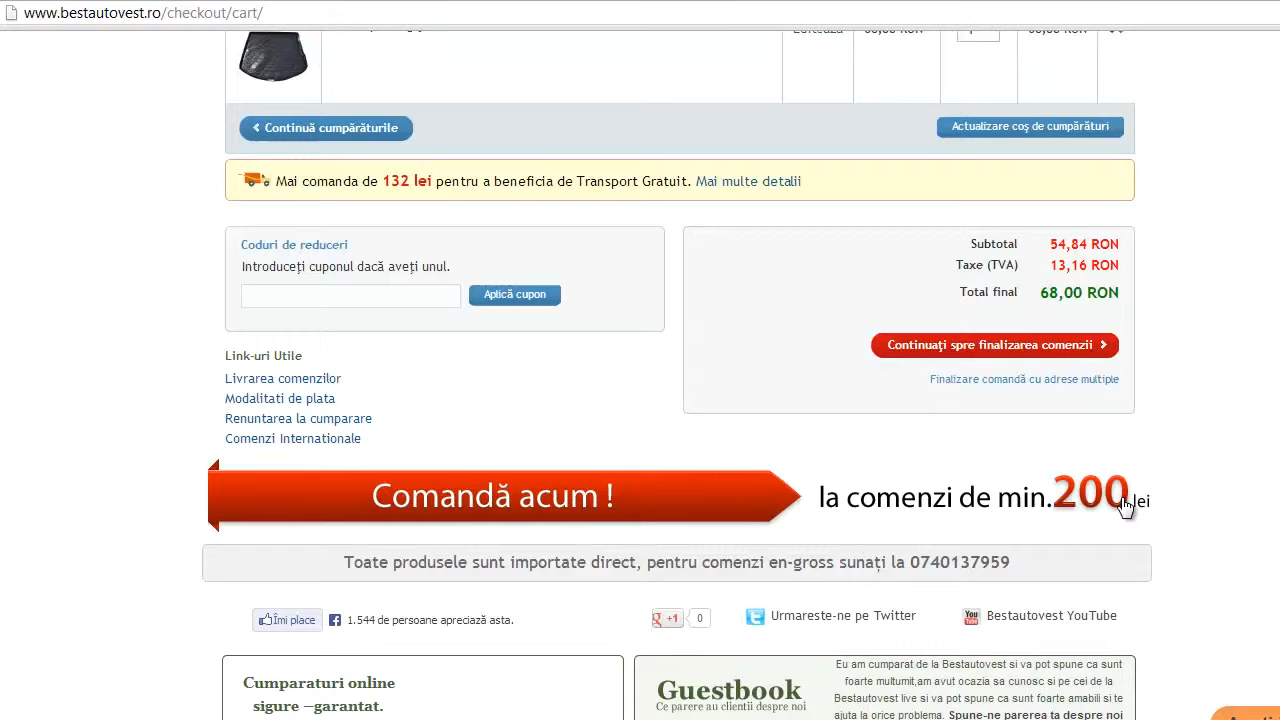 www.bestautovest.ro/checkout/cart/
Continuă cumpărăturile
Actualizare coş de cumpărături
Mai comanda de 132 lei pentru a beneficia de Transport Gratuit. Mai multe detalii
Coduri de reduceri
Introduceți cuponul dacă aveți unul.
Aplică cupon
Subtotal 54,84 RON
Taxe (TVA) 13,16 RON
Total final 68,00 RON
Continuaţi spre finalizarea comenzii
Finalizare comandă cu adrese multiple
Link-uri Utile
Livrarea comenzilor
Modalitati de plata
Renuntarea la cumparare
Comenzi Internationale
Comandă acum !
la comenzi de min.200 lei
Toate produsele sunt importate direct, pentru comenzi en-gross sunați la 0740137959
Îmi place
1.544 de persoane apreciază asta.
+1
0
Urmareste-ne pe Twitter
You
Tube
Bestautovest YouTube
Cumparaturi online
sigure –garantat.
Guestbook
Ce parere au clientii despre noi
Eu am cumparat de la Bestautovest si va pot spune ca sunt
foarte multumit,am avut ocazia sa cunosc si pe cei de la
Bestautovest live si va pot spune ca sunt foarte amabili si te
ajuta la orice problema. Spune-ne parerea ta despre noi